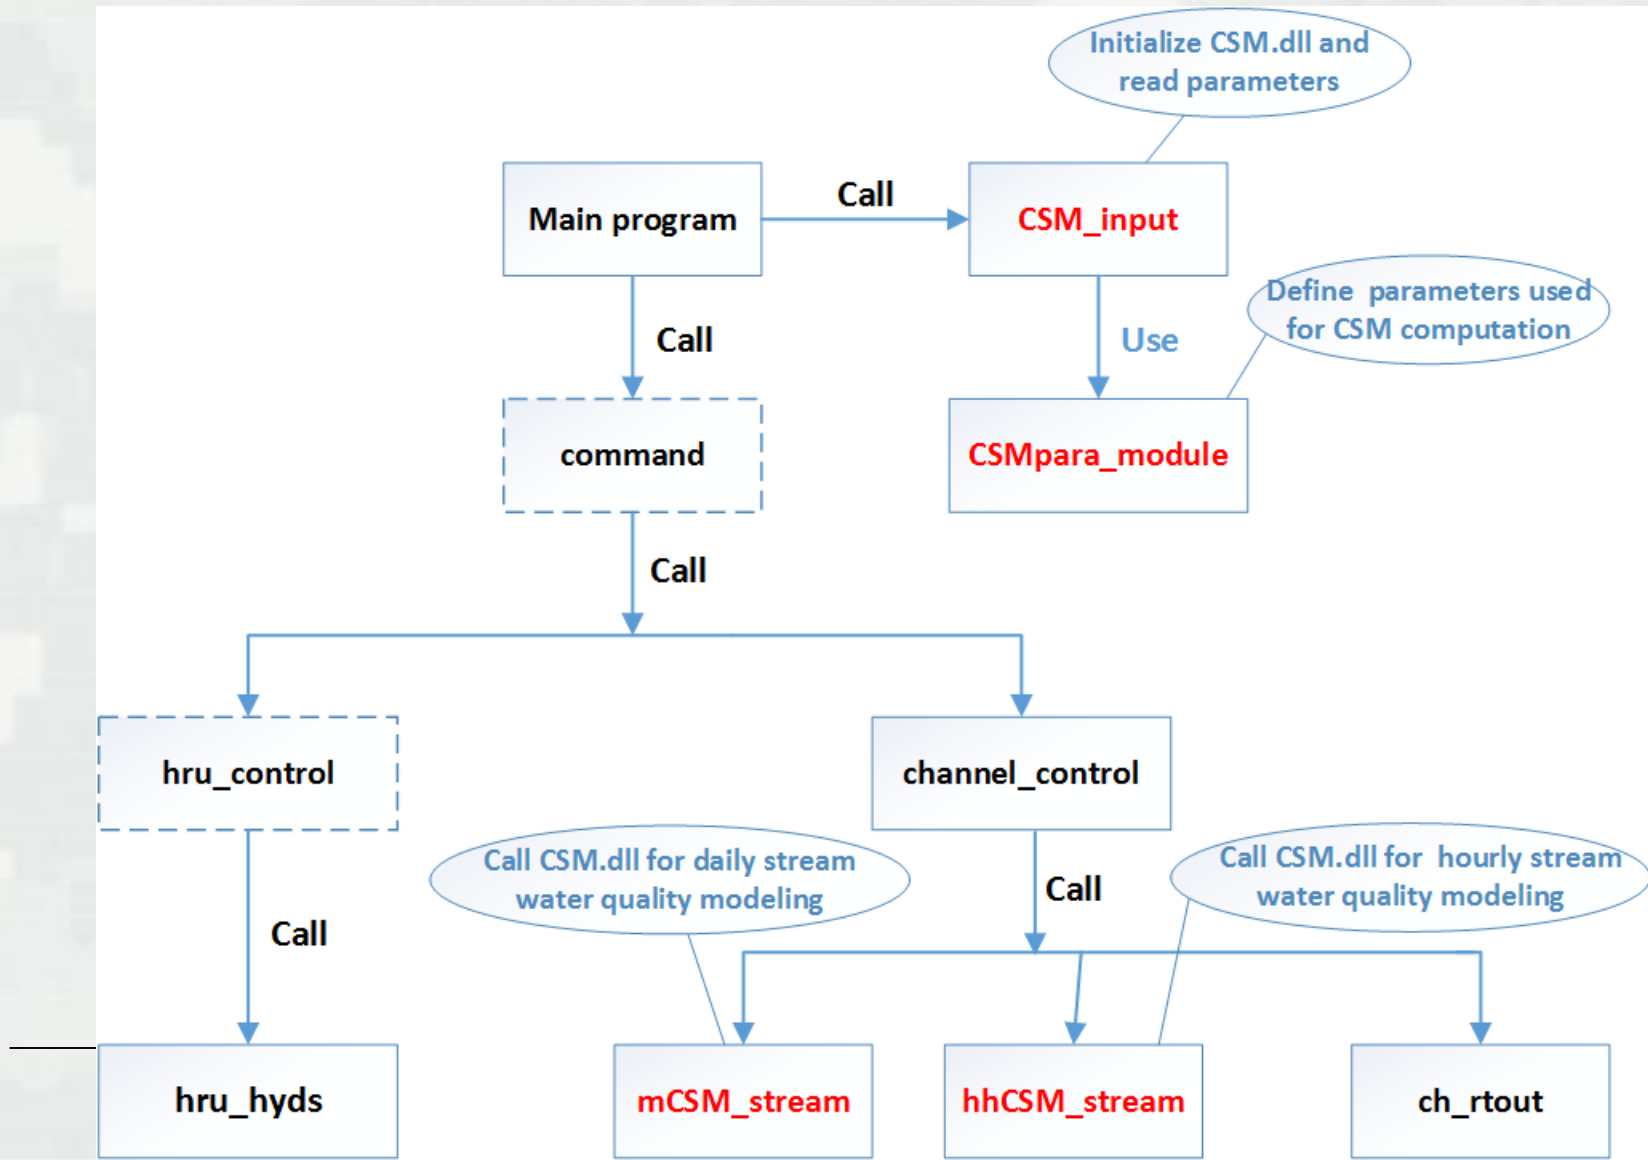 Initialize CSM.dll and
read parameters
Main program
Call
CSM_input
Define parameters used
for CSM computation
Call
Use
command
CSMpara_module
Call
hru_control
channel_control
Call CSM.dll for daily stream
water quality modeling
Call
Call CSM.dll for hourly stream
water quality modeling
Call
hru_hyds
mCSM_stream
hhCSM_stream
ch_rtout